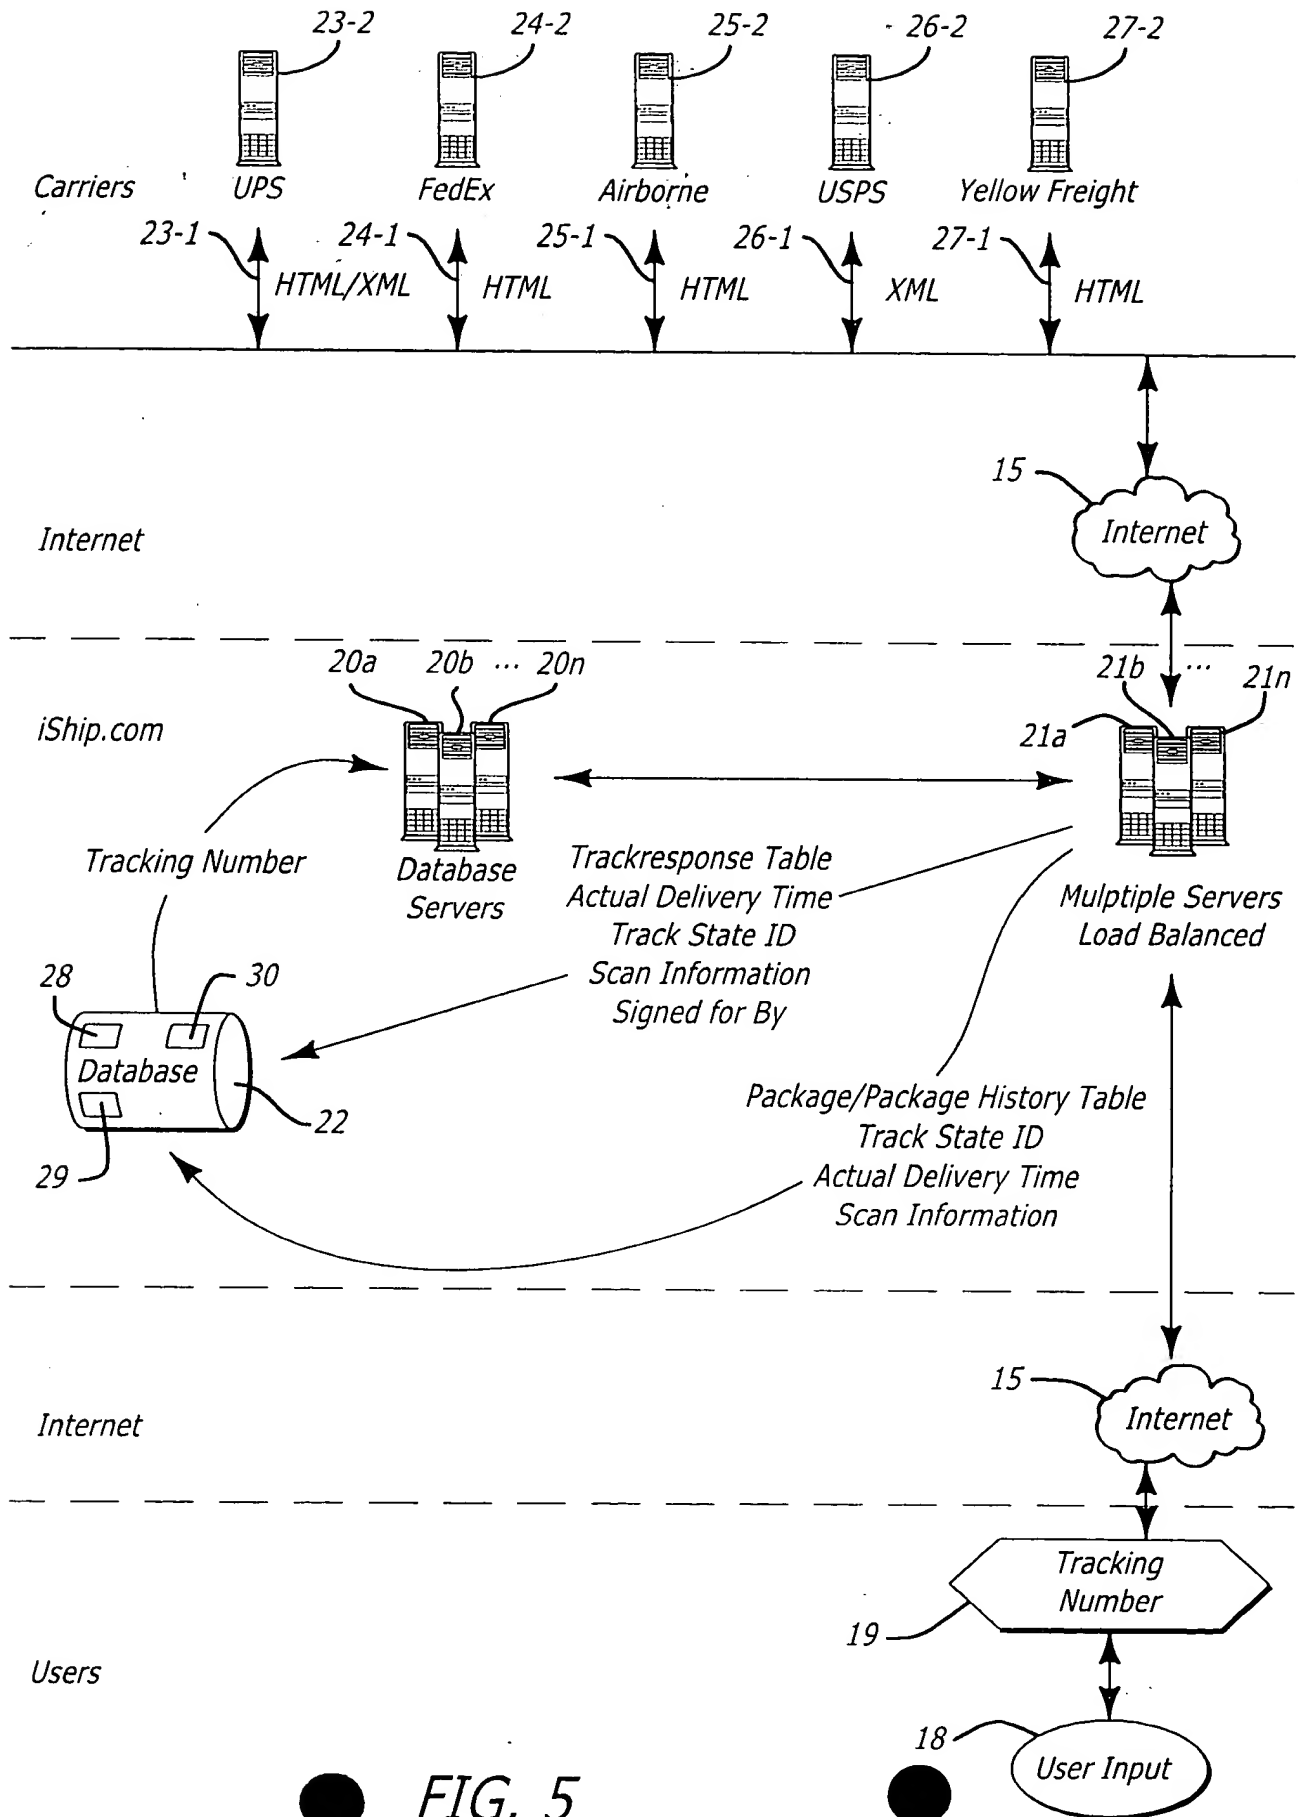 23-2
24-2
25-2
26-2
27-2
Carriers
UPS
FedEx
Airborne
USPS
Yellow Freight
23-1
24-1
25-1
26-1
27-1
HTML/XML
HTML
HTML
XML
HTML
15
Internet
Internet
20a
20b
...
20n
21b
...
21n
iShip.com
21a
Tracking Number
Database
Servers
Trackresponse Table
Actual Delivery Time
Track State ID
Scan Information
Signed for By
Mulptiple Servers
Load Balanced
28
30
Database
22
29
Package/Package History Table
Track State ID
Actual Delivery Time
Scan Information
15
Internet
Internet
Tracking
Number
19
Users
18
User Input
FIG. 5